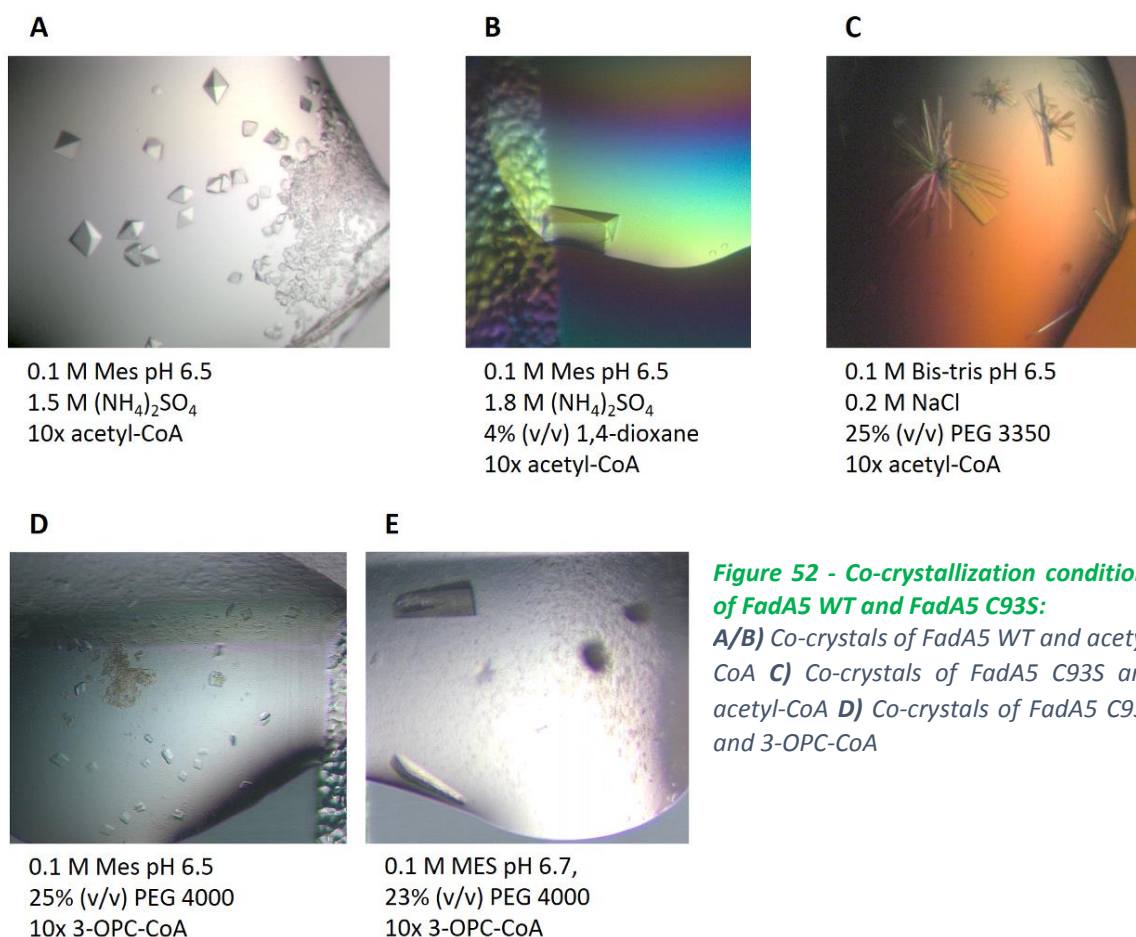 A
B
C
0.1 M Mes pH 6.5
1.5 M (NH₄)₂SO₄
10x acetyl-CoA
0.1 M Mes pH 6.5
1.8 M (NH₄)₂SO₄
4% (v/v) 1,4-dioxane
10x acetyl-CoA
0.1 M Bis-tris pH 6.5
0.2 M NaCl
25% (v/v) PEG 3350
10x acetyl-CoA
D
E
0.1 M Mes pH 6.5
25% (v/v) PEG 4000
10x 3-OPC-CoA
0.1 M MES pH 6.7,
23% (v/v) PEG 4000
10x 3-OPC-CoA
Figure 52 - Co-crystallization condition
of FadA5 WT and FadA5 C93S:
A/B) Co-crystals of FadA5 WT and acety
CoA C) Co-crystals of FadA5 C93S an
acetyl-CoA D) Co-crystals of FadA5 C93
and 3-OPC-CoA